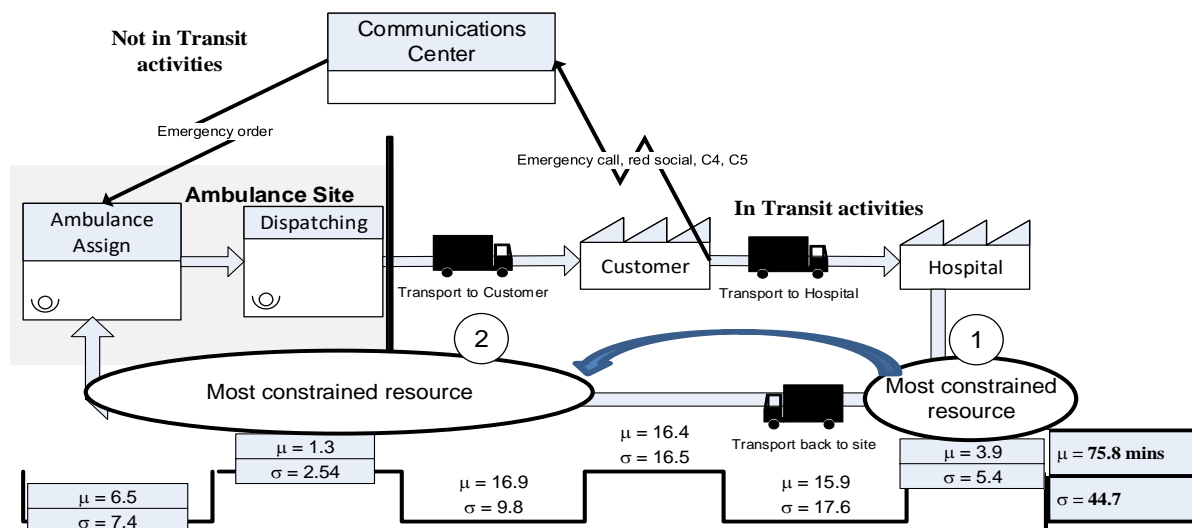 Not in Transit
activities
Communications
Center
Emergency order
Emergency call, red social, C4, C5
Ambulance Site
Ambulance
Assign
Dispatching
In Transit activities
Customer
Hospital
Transport to Customer
Transport to Hospital
2
1
Most constrained resource
Most constrained
resource
Transport back to site
μ = 6.5
σ = 7.4
μ = 1.3
σ = 2.54
μ = 16.9
σ = 9.8
μ = 16.4
σ = 16.5
μ = 15.9
σ = 17.6
μ = 3.9
σ = 5.4
μ = 75.8 mins
σ = 44.7